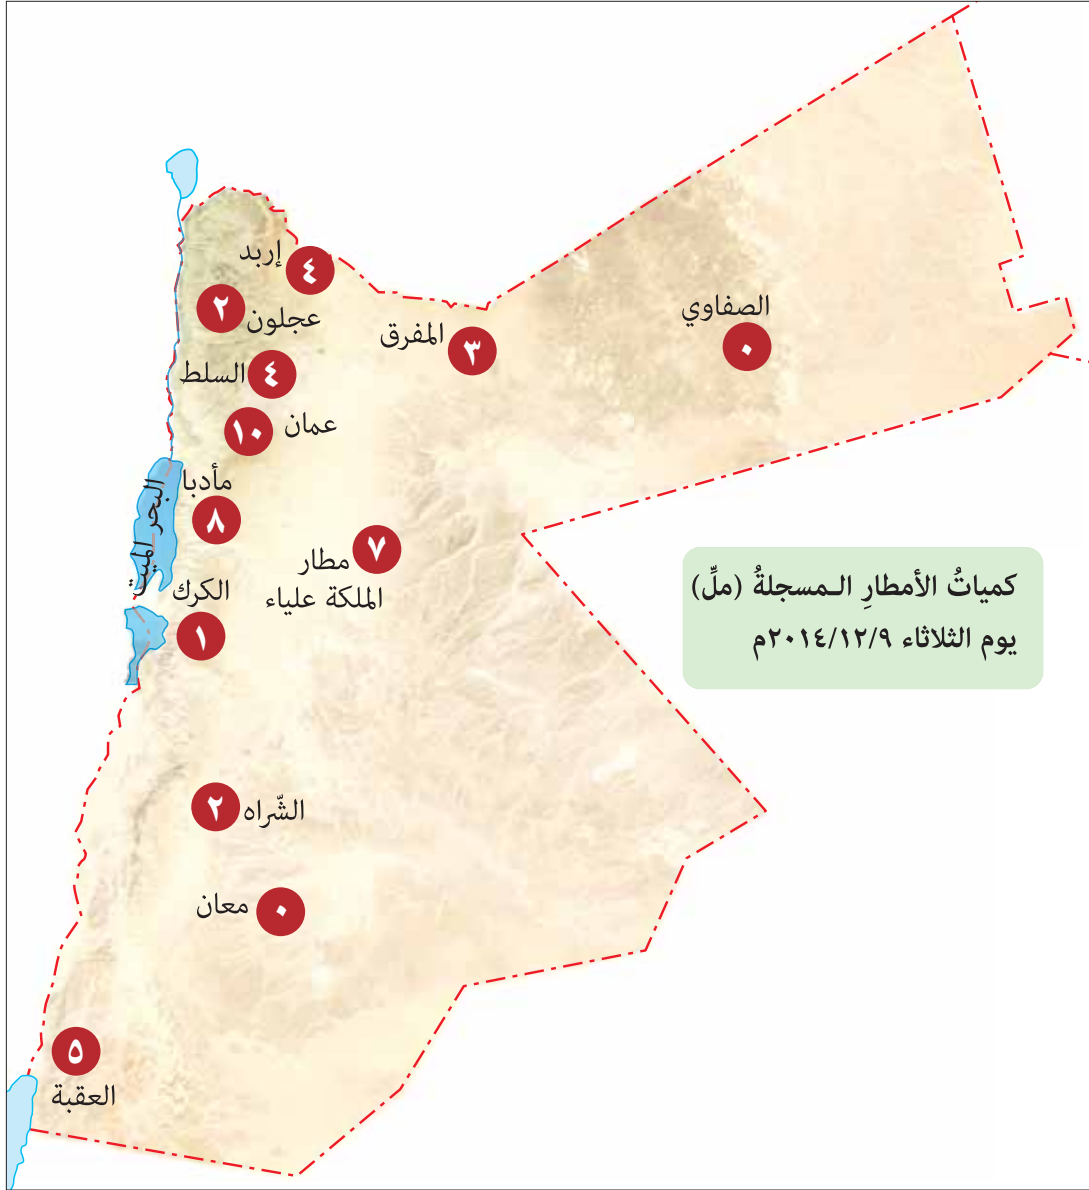 إربد
٤
٢
عجلون
الصفاوي
٠
المفرق
٣
السلط
٤
عمان
١٠
مأدبا
٨
البحر الميت
٧
مطار
الملكة علياء
كمياتُ الأمطارِ الـمسجلةُ (ملِّ)
يوم الثلاثاء ٢٠١٤/١٢/٩م
الكرك
١
الشّراه
٢
معان
٠
٥
العقبة